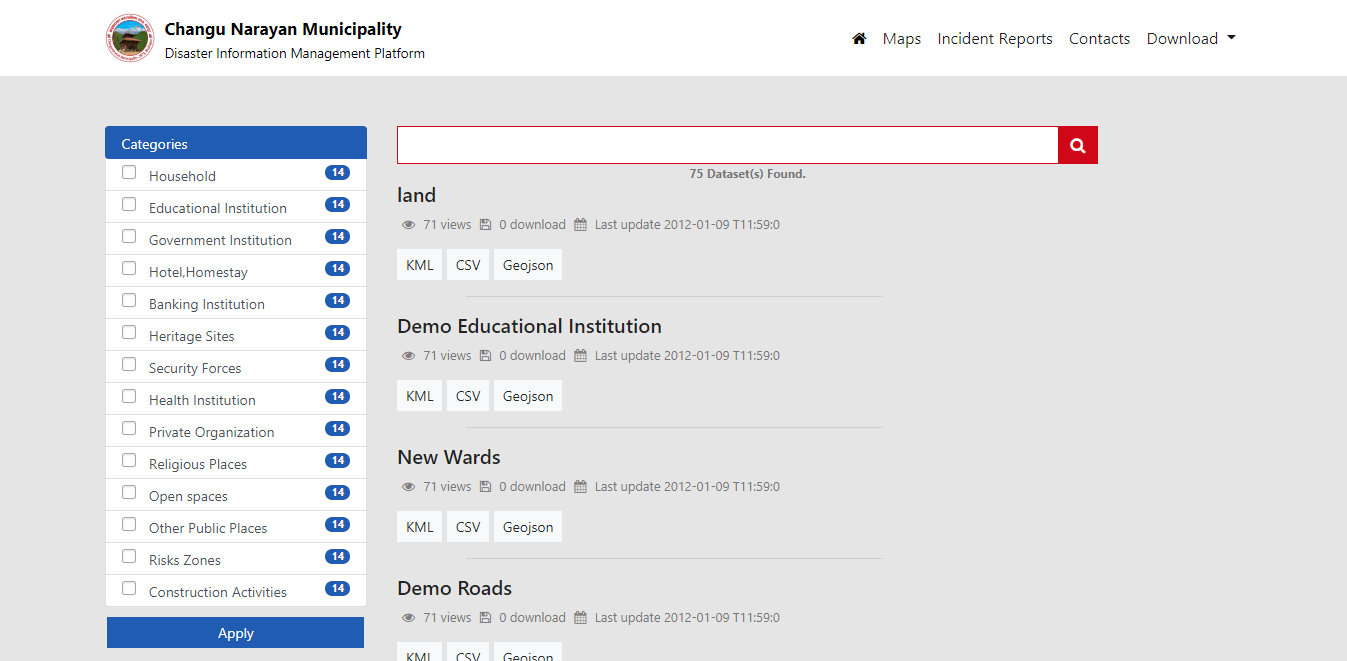 Changu Narayan Municipality
Disaster Information Management Platform
Maps Incident Reports Contacts Download
Categories
Household 14
Educational Institution 14
Government Institution 14
Hotel,Homestay 14
Banking Institution 14
Heritage Sites 14
Security Forces 14
Health Institution 14
Private Organization 14
Religious Places 14
Open spaces 14
Other Public Places 14
Risks Zones 14
Construction Activities 14
Apply
75 Dataset(s) Found.
land
71 views 0 download Last update 2012-01-09 T11:59:0
KML CSV Geojson
Demo Educational Institution
71 views 0 download Last update 2012-01-09 T11:59:0
KML CSV Geojson
New Wards
71 views 0 download Last update 2012-01-09 T11:59:0
KML CSV Geojson
Demo Roads
71 views 0 download Last update 2012-01-09 T11:59:0
KML CSV Geojson